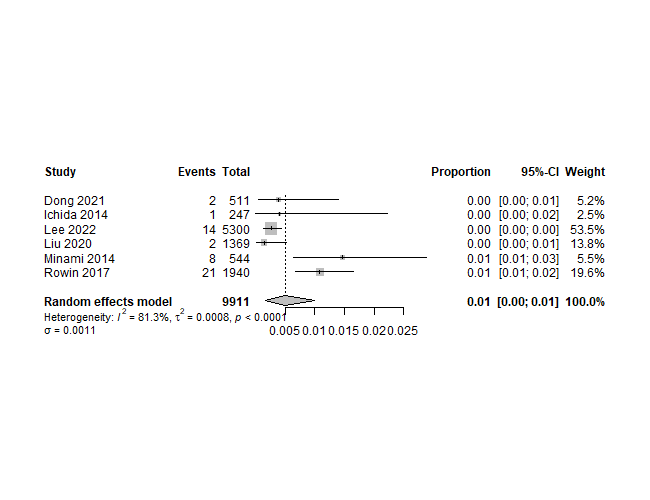 Study Events Total Proportion 95%-CI Weight
Dong 2021 2 511 0.00 [0.00; 0.01] 5.2%
Ichida 2014 1 247 0.00 [0.00; 0.02] 2.5%
Lee 2022 14 5300 0.00 [0.00; 0.00] 53.5%
Liu 2020 2 1369 0.00 [0.00; 0.01] 13.8%
Minami 2014 8 544 0.01 [0.01; 0.03] 5.5%
Rowin 2017 21 1940 0.01 [0.01; 0.02] 19.6%
Random effects model 9911 0.01 [0.00; 0.01] 100.0%
Heterogeneity: I² = 81.3%, τ² = 0.0008, p < 0.0001
σ = 0.0011 0.005 0.01 0.015 0.02 0.025